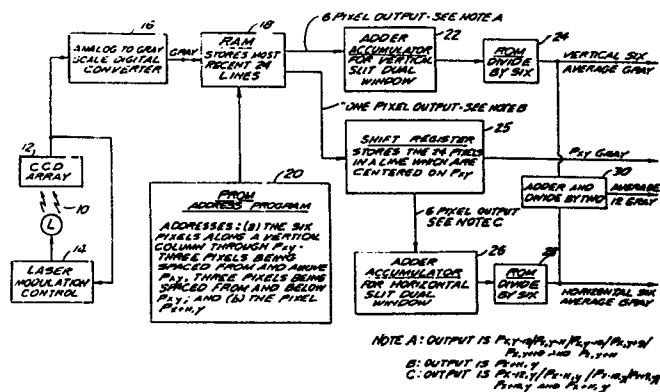 6 PIXEL OUTPUT - SEE NOTE A
16
ANALOG TO GRAY
SCALE DIGITAL
CONVERTER
GRAY
18
RAM
STORES MOST
RECENT 24
LINES
22
ADDER
ACCUMULATOR
FOR VERTICAL
SLIT DUAL
WINDOW
24
ROM
DIVIDE
BY SIX
VERTICAL SIX
AVERAGE GRAY
ONE PIXEL OUTPUT - SEE NOTE B
12
CCD
ARRAY
10
L
14
LASER
MODULATION
CONTROL
20
PROM
ADDRESS PROGRAM
ADDRESSES: (a) THE SIX
PIXELS ALONG A VERTICAL
COLUMN THROUGH Pxy -
THREE PIXELS BEING
SPACED FROM AND ABOVE
Pxy, THREE PIXELS BEING
SPACED FROM AND BELOW
Pxy; AND (b) THE PIXEL
Px+11,y
25
SHIFT REGISTER
STORES THE 24 PIXELS
IN A LINE WHICH ARE
CENTERED ON Pxy
Pxy GRAY
30
ADDER AND
DIVIDE BY TWO
AVERAGE
12 GRAY
6 PIXEL OUTPUT
SEE NOTE C
26
ADDER
ACCUMULATOR
FOR HORIZONTAL
SLIT DUAL
WINDOW
28
ROM
DIVIDE
BY SIX
HORIZONTAL SIX
AVERAGE GRAY
NOTE A: OUTPUT IS
AND
B: OUTPUT IS Px+11,y
C: OUTPUT IS
AND